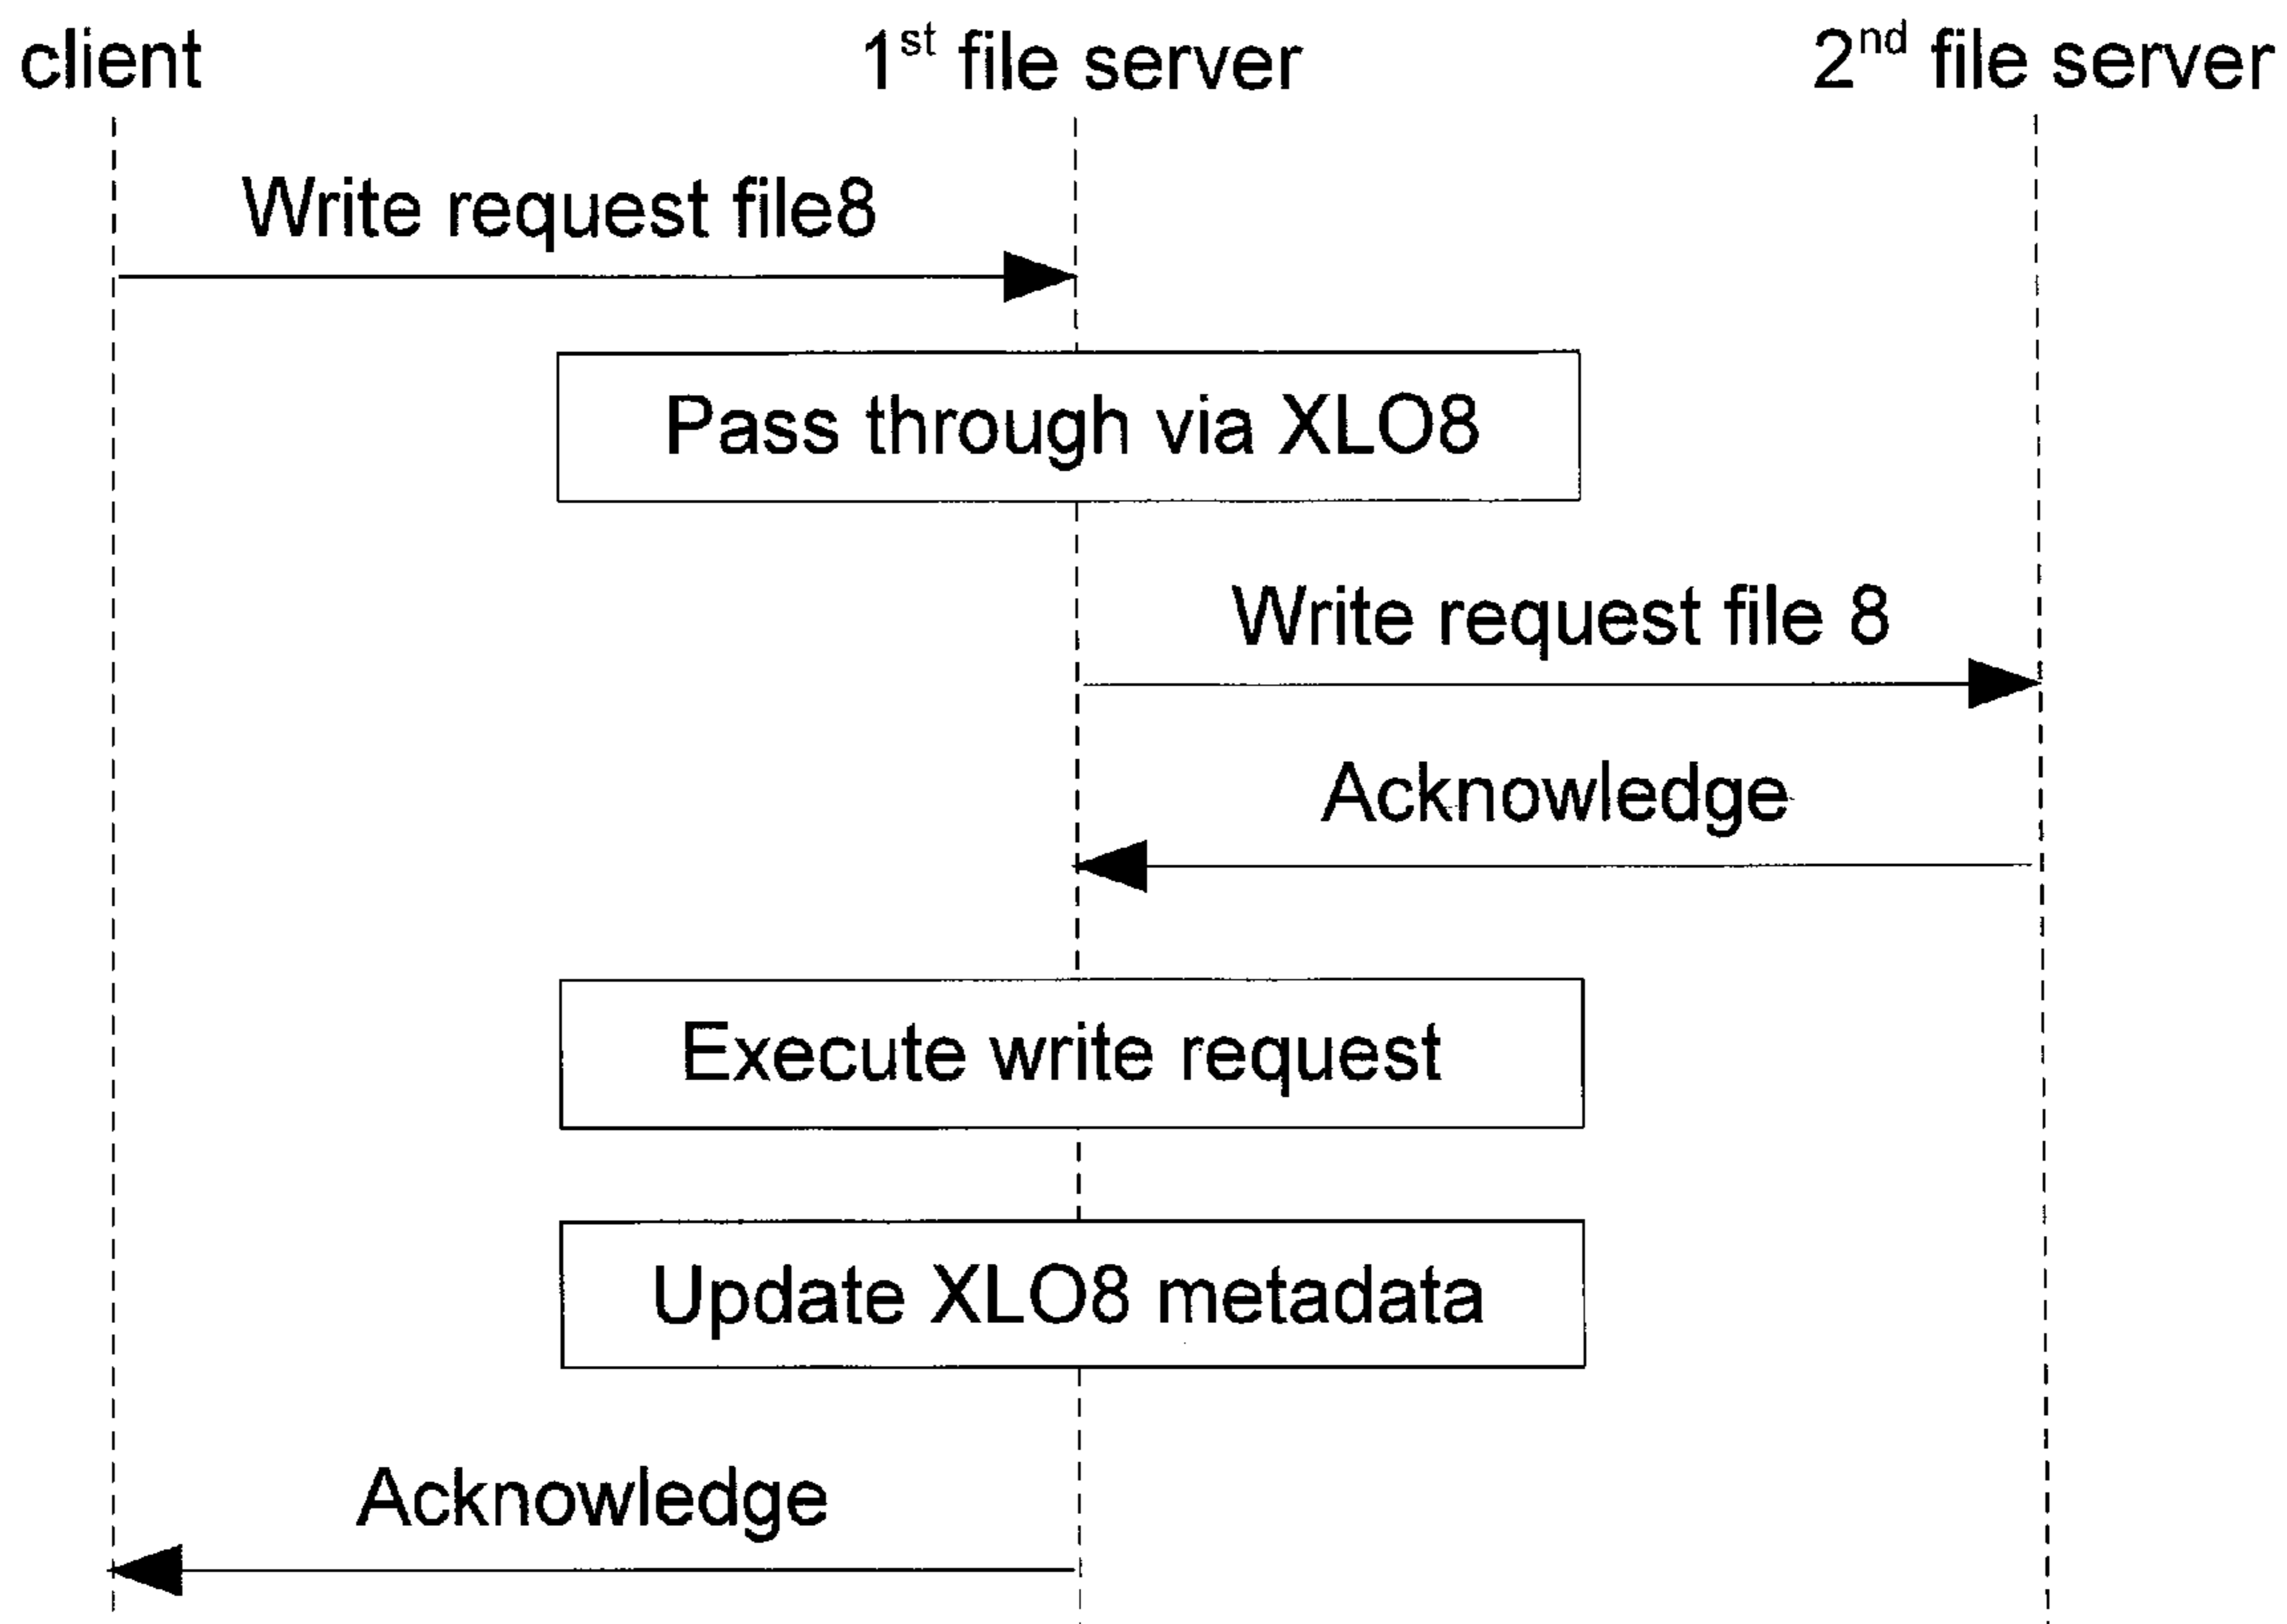 client 1st file server 2nd file server
Write request file8
Pass through via XLO8
Write request file 8
Acknowledge
Execute write request
Update XLO8 metadata
Acknowledge